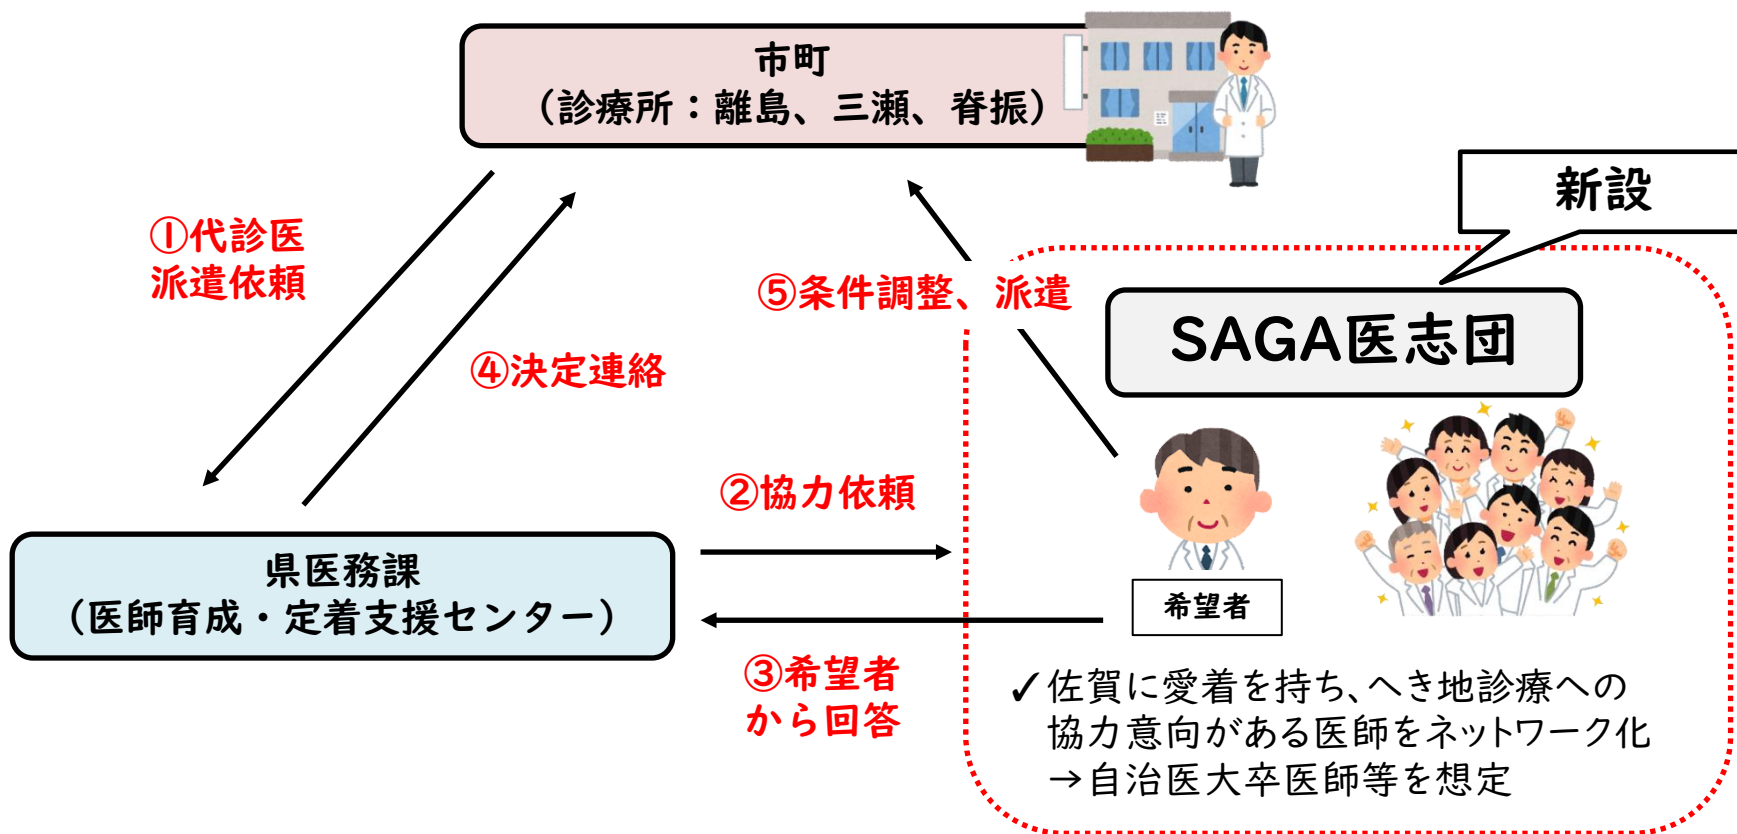 市町
（診療所：離島、三瀬、脊振）
新設
①代診医
派遣依頼
⑤条件調整、派遣
SAGA医志団
④決定連絡
②協力依頼
県医務課
（医師育成・定着支援センター）
希望者
③希望者
から回答
✓佐賀に愛着を持ち、へき地診療への
協力意向がある医師をネットワーク化
→自治医大卒医師等を想定